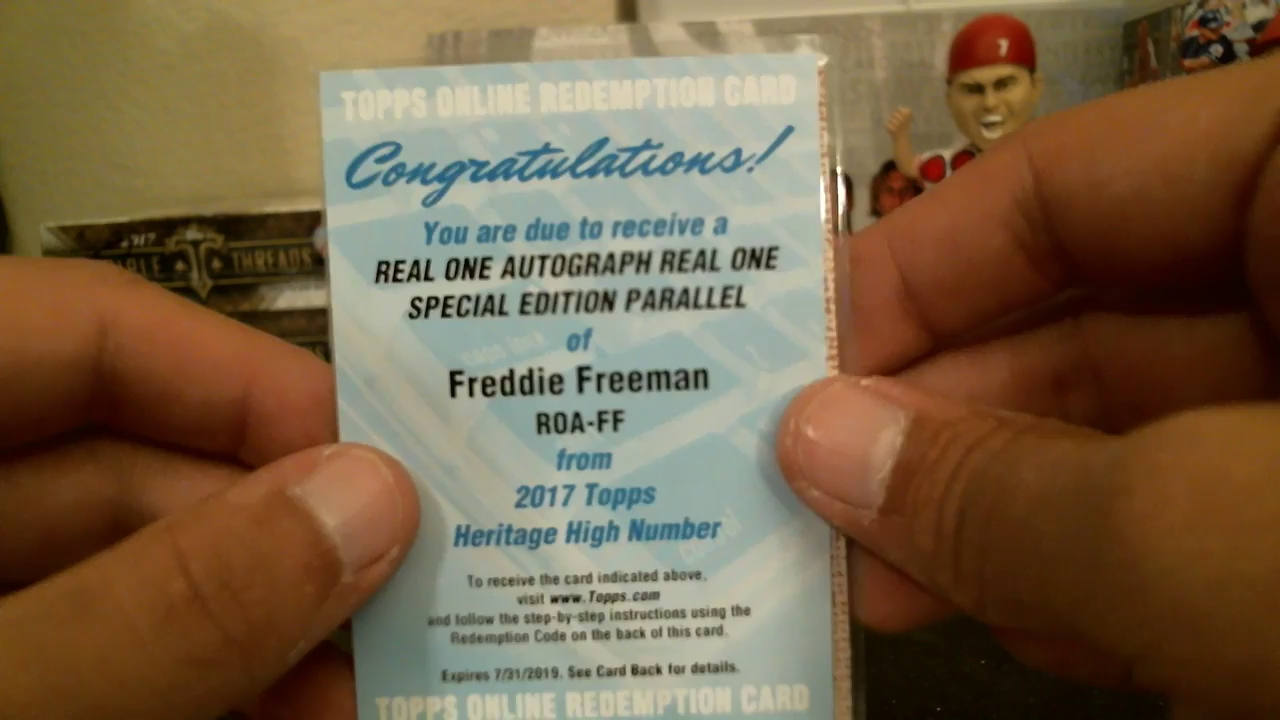 TOPPS ONLINE REDEMPTION CARD
Congratulations!
You are due to receive a
REAL ONE AUTOGRAPH REAL ONE
SPECIAL EDITION PARALLEL
of
Freddie Freeman
ROA-FF
from
2017 Topps
Heritage High Number
To receive the card indicated above,
visit www.Topps.com
and follow the step-by-step instructions using the
Redemption Code on the back of this card.
Expires 7/31/2019. See Card Back for details.
TOPPS ONLINE REDEMPTION CARD
THREADS